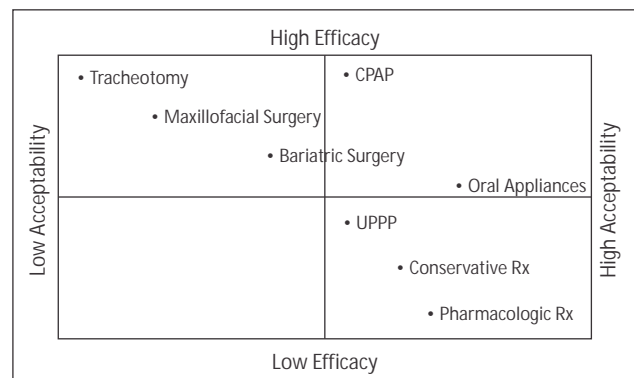 High Efficacy
• Tracheotomy
• CPAP
• Maxillofacial Surgery
• Bariatric Surgery
• Oral Appliances
Low Acceptability
High Acceptability
• UPPP
• Conservative Rx
• Pharmacologic Rx
Low Efficacy